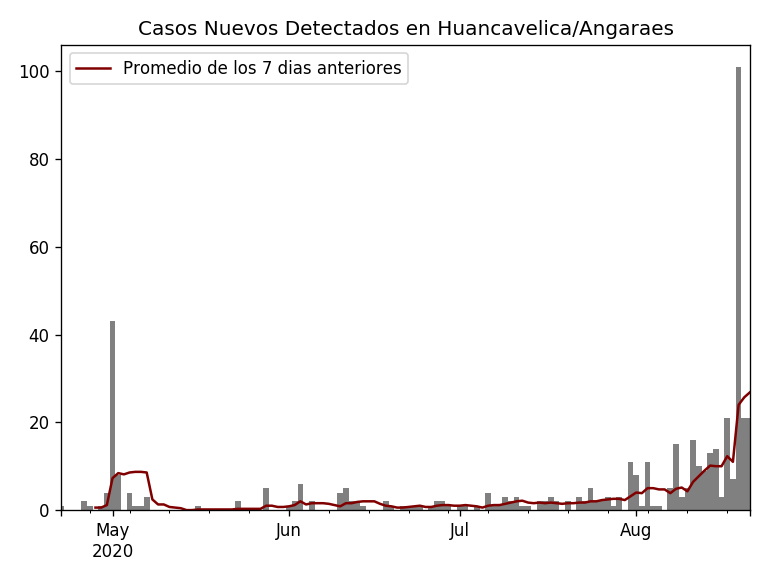 Casos Nuevos Detectados en Huancavelica/Angaraes
Promedio de los 7 dias anteriores
100
80
60
40
20
0
May Jun Jul Aug
2020